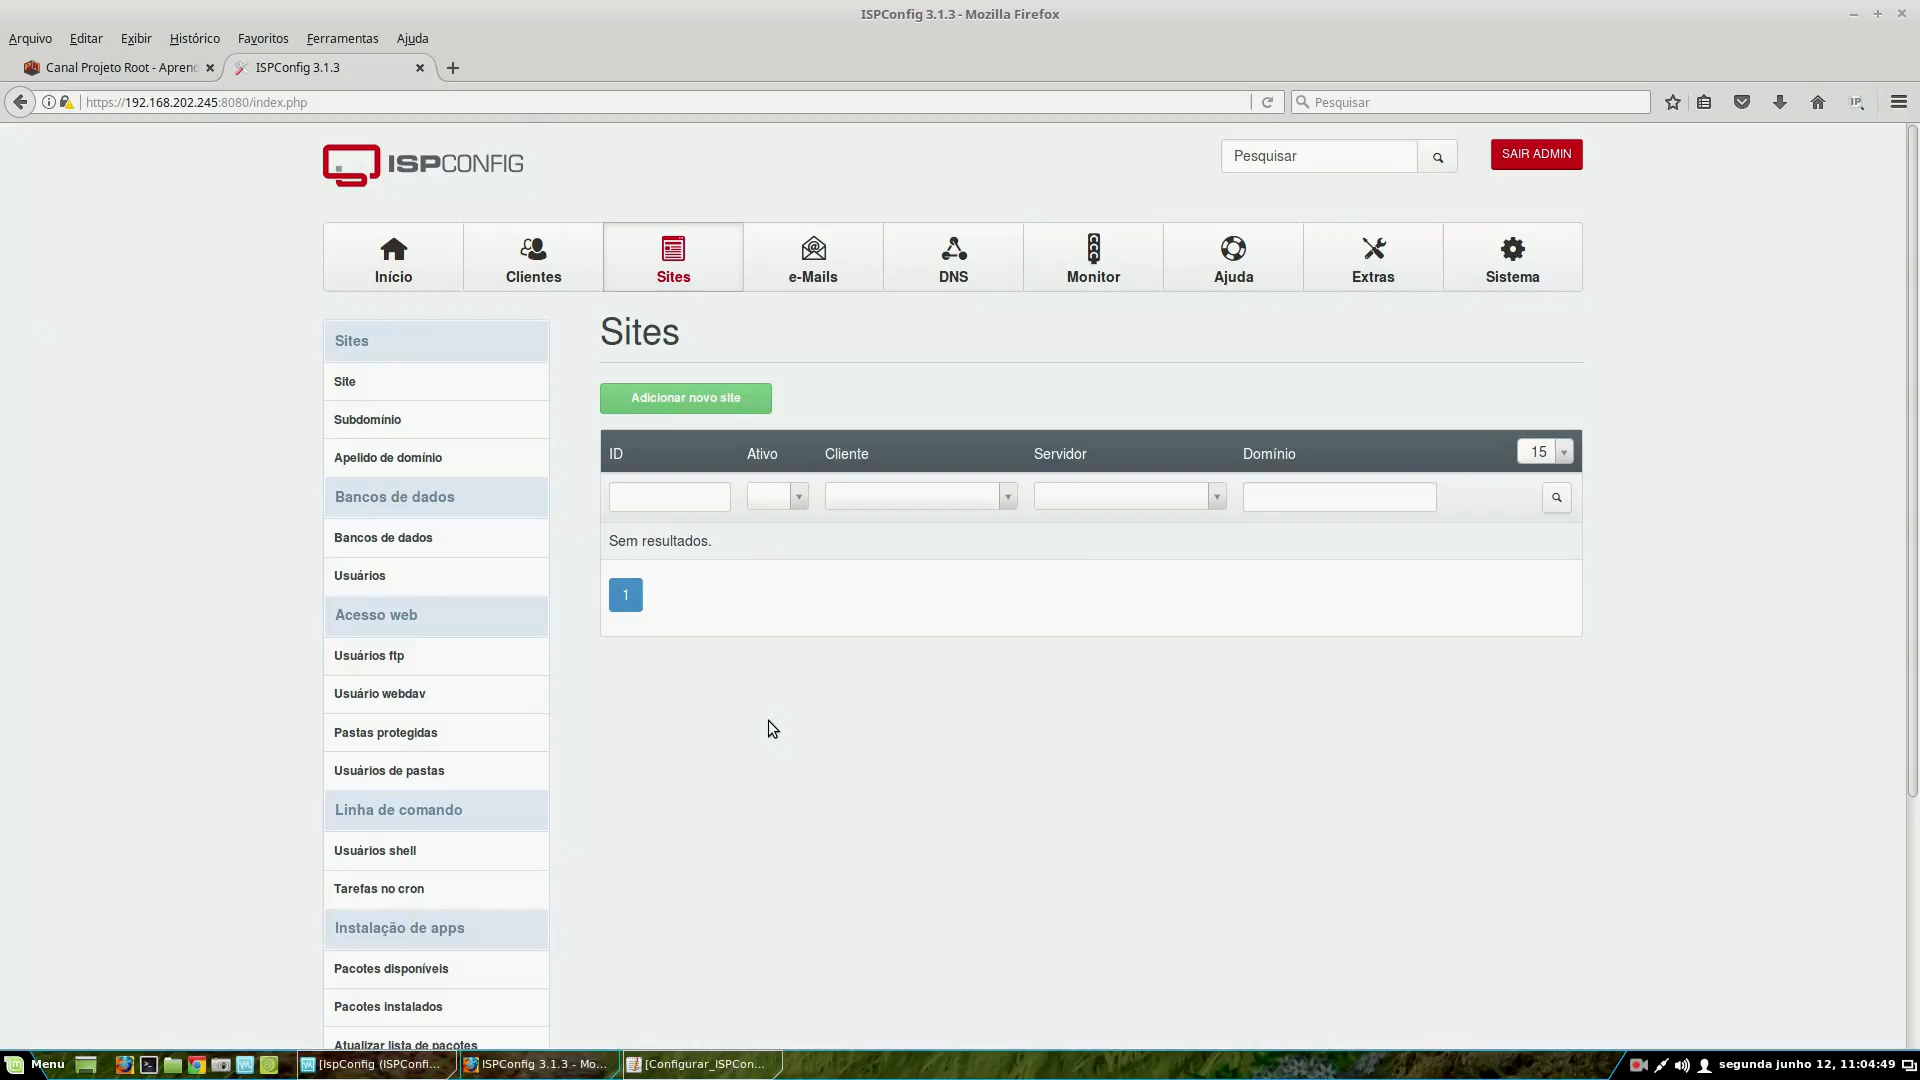 ISPConfig 3.1.3 - Mozilla Firefox
Arquivo Editar Exibir Histórico Favoritos Ferramentas Ajuda
Canal Projeto Root - Apren
ISPConfig 3.1.3
https://192.168.202.245:8080/index.php
Pesquisar
IP
ISPCONFIG
Pesquisar
SAIR ADMIN
Início
Clientes
Sites
e-Mails
DNS
Monitor
Ajuda
Extras
Sistema
Sites
Site
Subdomínio
Apelido de domínio
Bancos de dados
Bancos de dados
Usuários
Acesso web
Usuários ftp
Usuário webdav
Pastas protegidas
Usuários de pastas
Linha de comando
Usuários shell
Tarefas no cron
Instalação de apps
Pacotes disponíveis
Pacotes instalados
Atualizar lista de pacotes
Sites
Adicionar novo site
ID Ativo Cliente Servidor Domínio 15
Sem resultados.
1
Menu
[IspConfig (ISPConfi...
ISPConfig 3.1.3 - Mo...
[Configurar_ISPCon...
segunda junho 12, 11:04:49